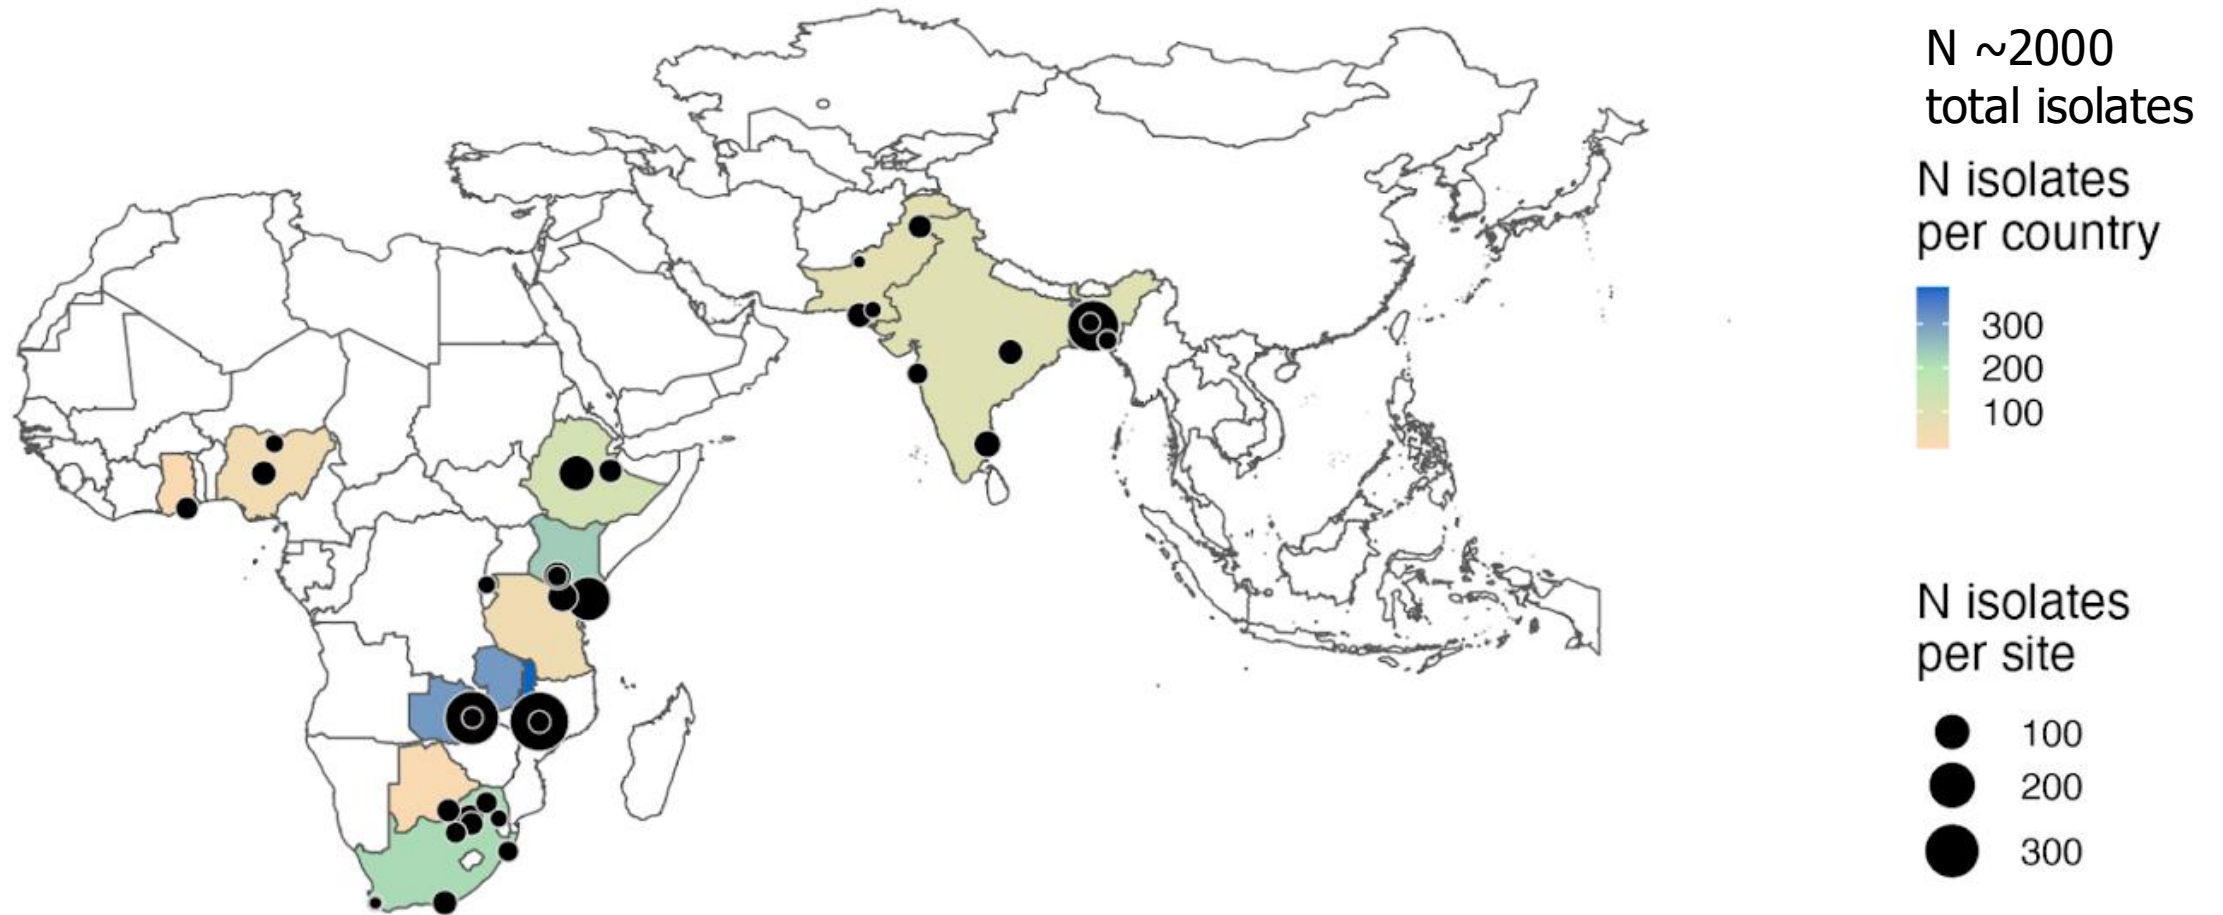 N ~2000
total isolates
N isolates
per country
300
200
100
N isolates
per site
100
200
300